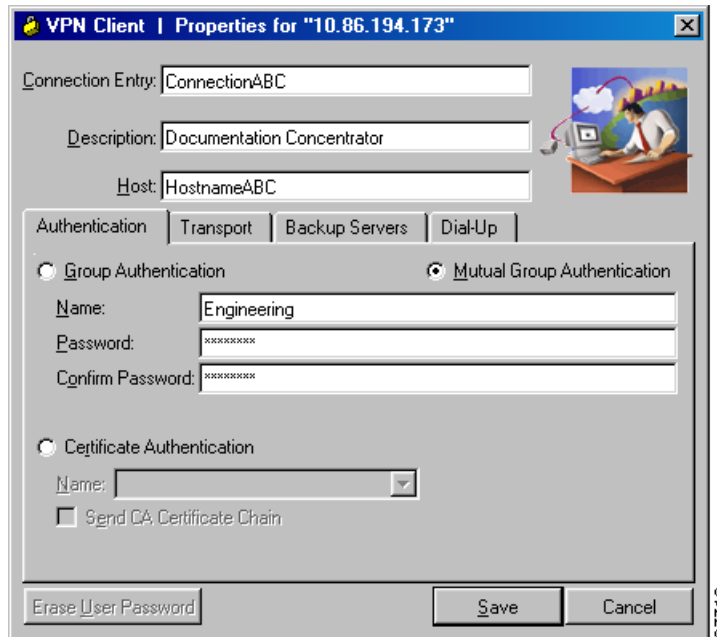 VPN Client | Properties for "10.86.194.173"
Connection Entry: ConnectionABC
Description: Documentation Concentrator
Host: HostnameABC
Authentication Transport Backup Servers Dial-Up
Group Authentication Mutual Group Authentication
Name: Engineering
Password: ********
Confirm Password: ********
Certificate Authentication
Name:
Send CA Certificate Chain
Erase User Password Save Cancel